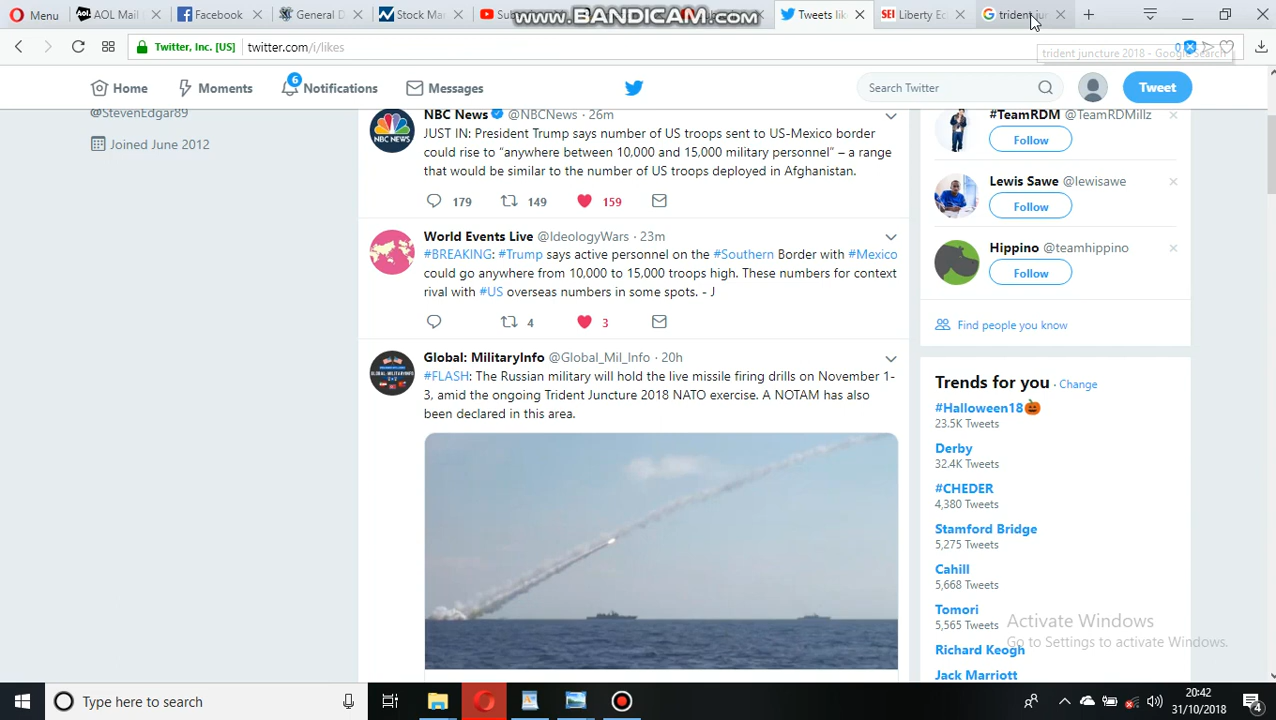 Menu
AOL Mail
Facebook
General D
Stock Mar
Sub
www.BANDICAM.com
Tweets like
Liberty Ec
trident jur
Twitter, Inc. [US]
twitter.com/i/likes
trident juncture 2018 - Google Search
0
Home
Moments
6
Notifications
Messages
Search Twitter
Tweet
@StevenEdgar89
Joined June 2012
NBC News @NBCNews · 26m
JUST IN: President Trump says number of US troops sent to US-Mexico border
could rise to “anywhere between 10,000 and 15,000 military personnel” – a range
that would be similar to the number of US troops deployed in Afghanistan.
179
149
159
World Events Live @IdeologyWars · 23m
#BREAKING: #Trump says active personnel on the #Southern Border with #Mexico
could go anywhere from 10,000 to 15,000 troops high. These numbers for context
rival with #US overseas numbers in some spots. - J
4
3
Global: MilitaryInfo @Global_Mil_Info · 20h
#FLASH: The Russian military will hold the live missile firing drills on November 1-
3, amid the ongoing Trident Juncture 2018 NATO exercise. A NOTAM has also
been declared in this area.
#TeamRDM @TeamRDMillz
Follow
Lewis Sawe @lewisawe
Follow
Hippino @teamhippino
Follow
Find people you know
Trends for you · Change
#Halloween18🎃
23.5K Tweets
Derby
32.4K Tweets
#CHEDER
4,380 Tweets
Stamford Bridge
5,275 Tweets
Cahill
5,668 Tweets
Tomori
5,565 Tweets
Richard Keogh
Jack Marriott
Activate Windows
Go to Settings to activate Windows.
Type here to search
20:42
31/10/2018
4